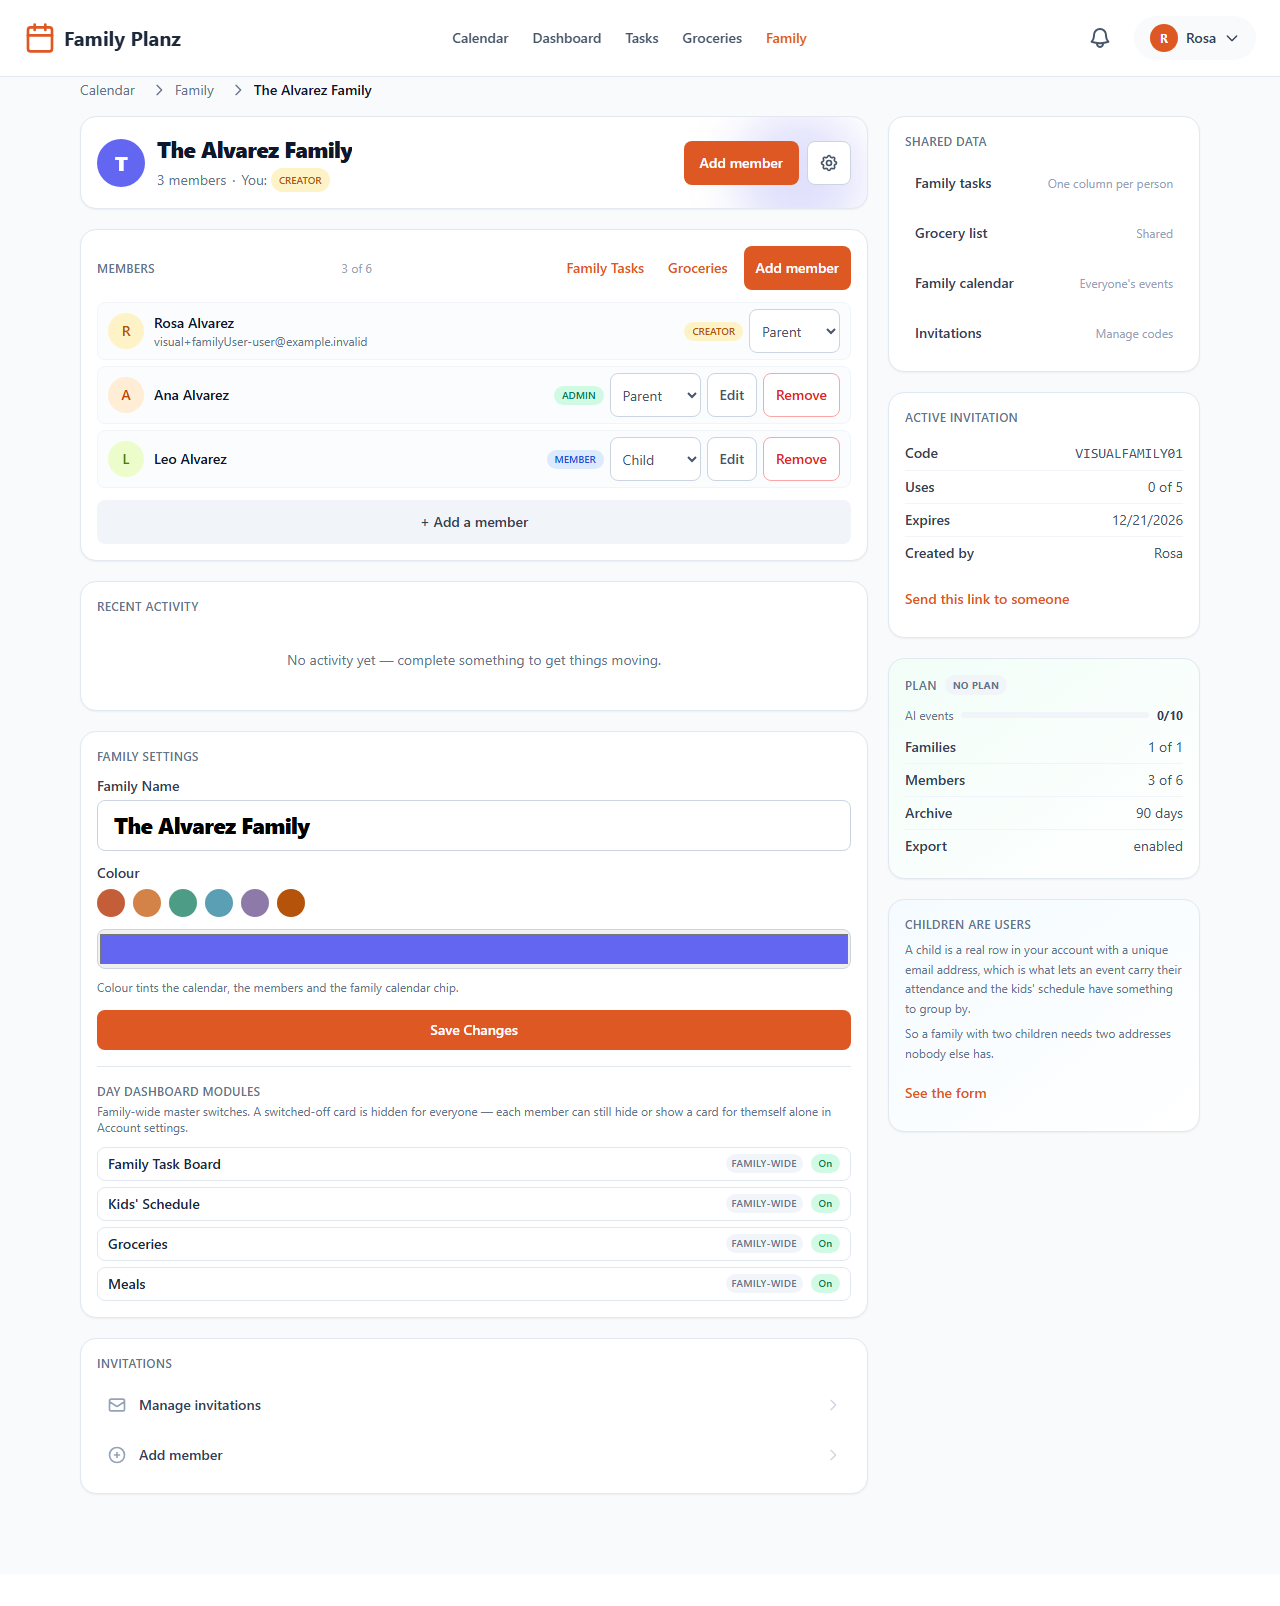 Family Planz
Calendar
Dashboard
Tasks
Groceries
Family
R
Rosa
Calendar
Family
The Alvarez Family
T
The Alvarez Family
3 members · You: CREATOR
Add member
MEMBERS
3 of 6
Family Tasks
Groceries
Add member
R
Rosa Alvarez
visual+familyUser-user@example.invalid
CREATOR
Parent
A
Ana Alvarez
ADMIN
Parent
Edit
Remove
L
Leo Alvarez
MEMBER
Child
Edit
Remove
+ Add a member
RECENT ACTIVITY
No activity yet — complete something to get things moving.
FAMILY SETTINGS
Family Name
The Alvarez Family
Colour
Colour tints the calendar, the members and the family calendar chip.
Save Changes
DAY DASHBOARD MODULES
Family-wide master switches. A switched-off card is hidden for everyone — each member can still hide or show a card for themself alone in
Account settings.
Family Task Board
FAMILY-WIDE
On
Kids' Schedule
FAMILY-WIDE
On
Groceries
FAMILY-WIDE
On
Meals
FAMILY-WIDE
On
INVITATIONS
Manage invitations
Add member
SHARED DATA
Family tasks
One column per person
Grocery list
Shared
Family calendar
Everyone's events
Invitations
Manage codes
ACTIVE INVITATION
Code
VISUALFAMILY01
Uses
0 of 5
Expires
12/21/2026
Created by
Rosa
Send this link to someone
PLAN
NO PLAN
AI events
0/10
Families
1 of 1
Members
3 of 6
Archive
90 days
Export
enabled
CHILDREN ARE USERS
A child is a real row in your account with a unique
email address, which is what lets an event carry their
attendance and the kids' schedule have something
to group by.
So a family with two children needs two addresses
nobody else has.
See the form